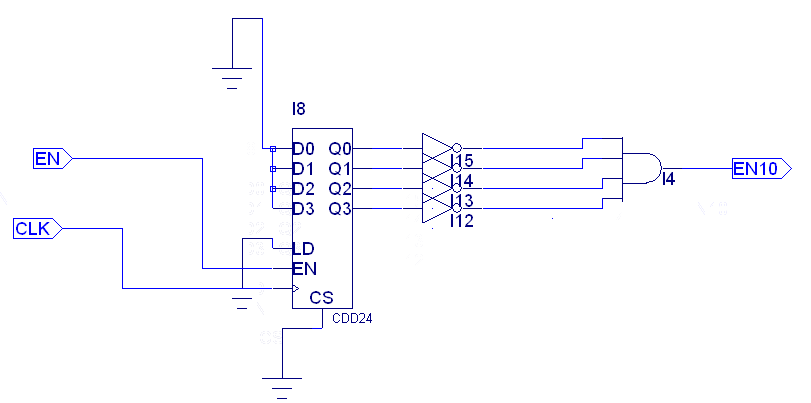 I8
D0 Q0
D1 Q1
D2 Q2
D3 Q3
LD
EN
CS
CDD24
EN
CLK
I15
I14
I13
I12
I4
EN10